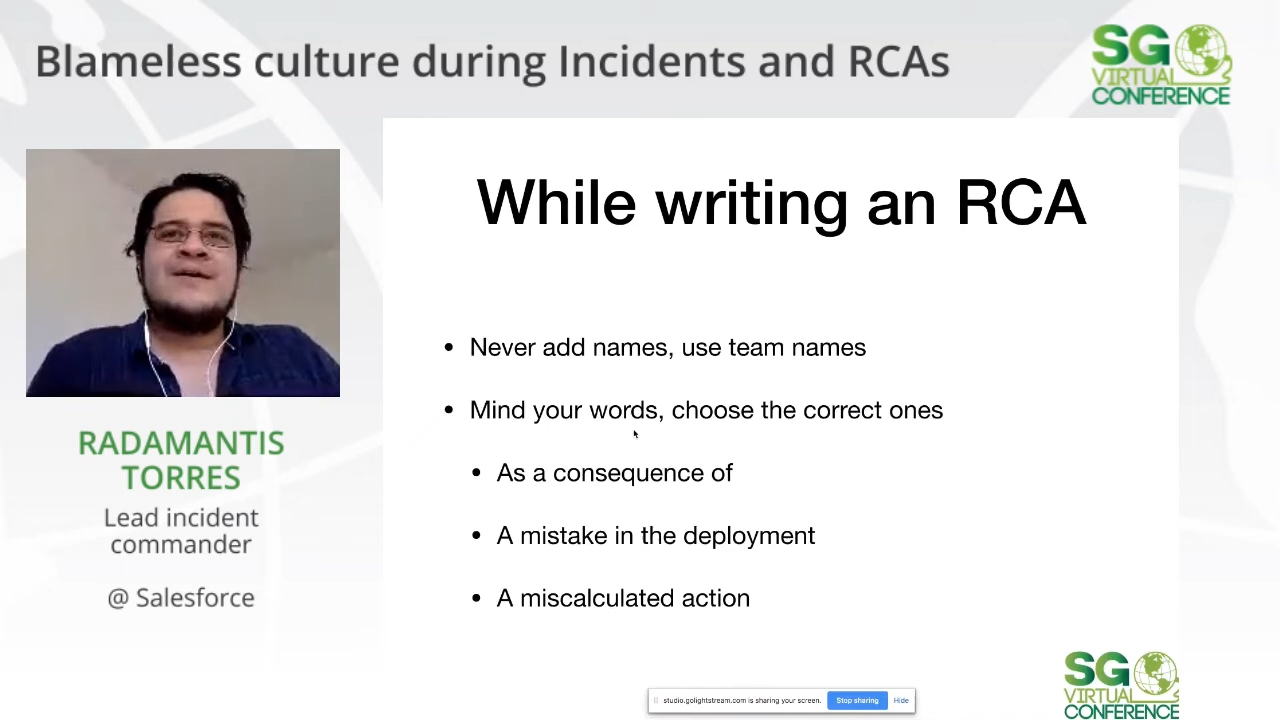 Blameless culture during Incidents and RCAs
SG
VIRTUAL
CONFERENCE
While writing an RCA
• Never add names, use team names
• Mind your words, choose the correct ones
• As a consequence of
• A mistake in the deployment
• A miscalculated action
RADAMANTIS
TORRES
Lead incident
commander
@ Salesforce
SG
VIRTUAL
CONFERENCE
studio.golightstream.com is sharing your screen. Stop sharing Hide